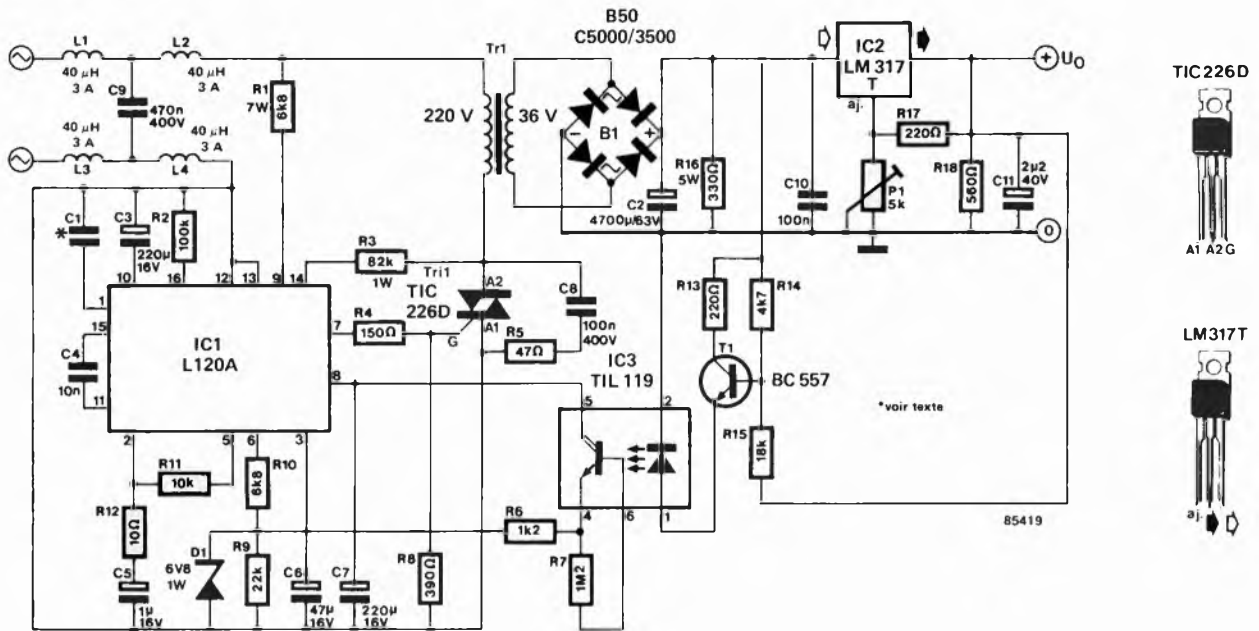 B50
C5000/3500
L1
40 µH
3 A
L2
40 µH
3 A
C9
470n
400V
40 µH
3 A
L3
40 µH
3 A
L4
R1
7W
6k8
Tr1
220 V
36 V
B1
R16
5W
330Ω
C2
4700µ/63V
C10
100n
IC2
LM 317
T
aj.
R17
220Ω
P1
5k
R18
560Ω
C11
2µ2
40V
+ U0
0
C1
*
C3
220µ
16V
R2
100k
10
16
12
13
9
14
1
15
11
C4
10n
IC1
L120A
7
8
2
5
6
3
R3
82k
1W
R4
150Ω
Tri1
TIC
226D
A2
A1
G
R5
47Ω
C8
100n
400V
IC3
TIL 119
5
2
4
6
1
R13
220Ω
R14
4k7
T1
BC 557
R15
18k
*voir texte
85419
R11
10k
R12
10Ω
C5
1µ
16V
R10
6k8
D1
6V8
1W
R9
22k
C6
47µ
16V
C7
220µ
16V
R8
390Ω
R6
1k2
R7
1M2
TIC226D
A1 A2 G
LM317T
aj.